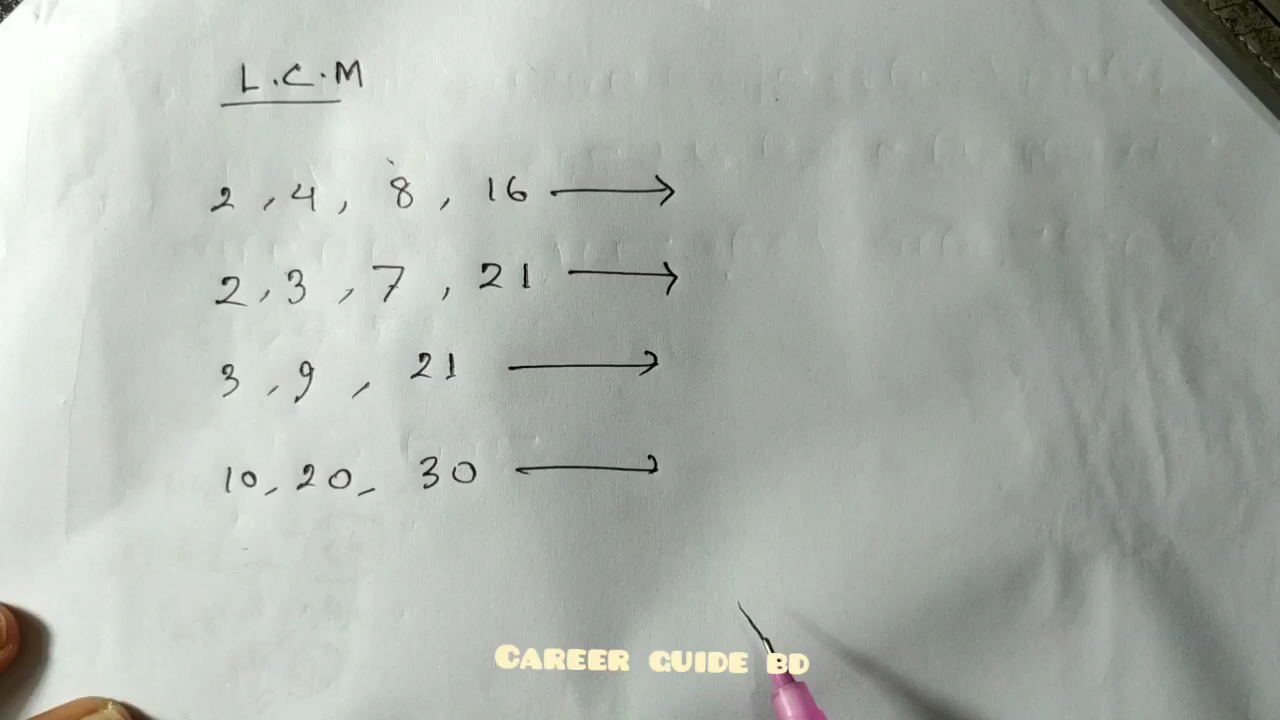 L.C.M
2, 4, 8, 16 →
2, 3, 7, 21 →
3, 9, 21 →
10, 20, 30 →
CAREER GUIDE BD